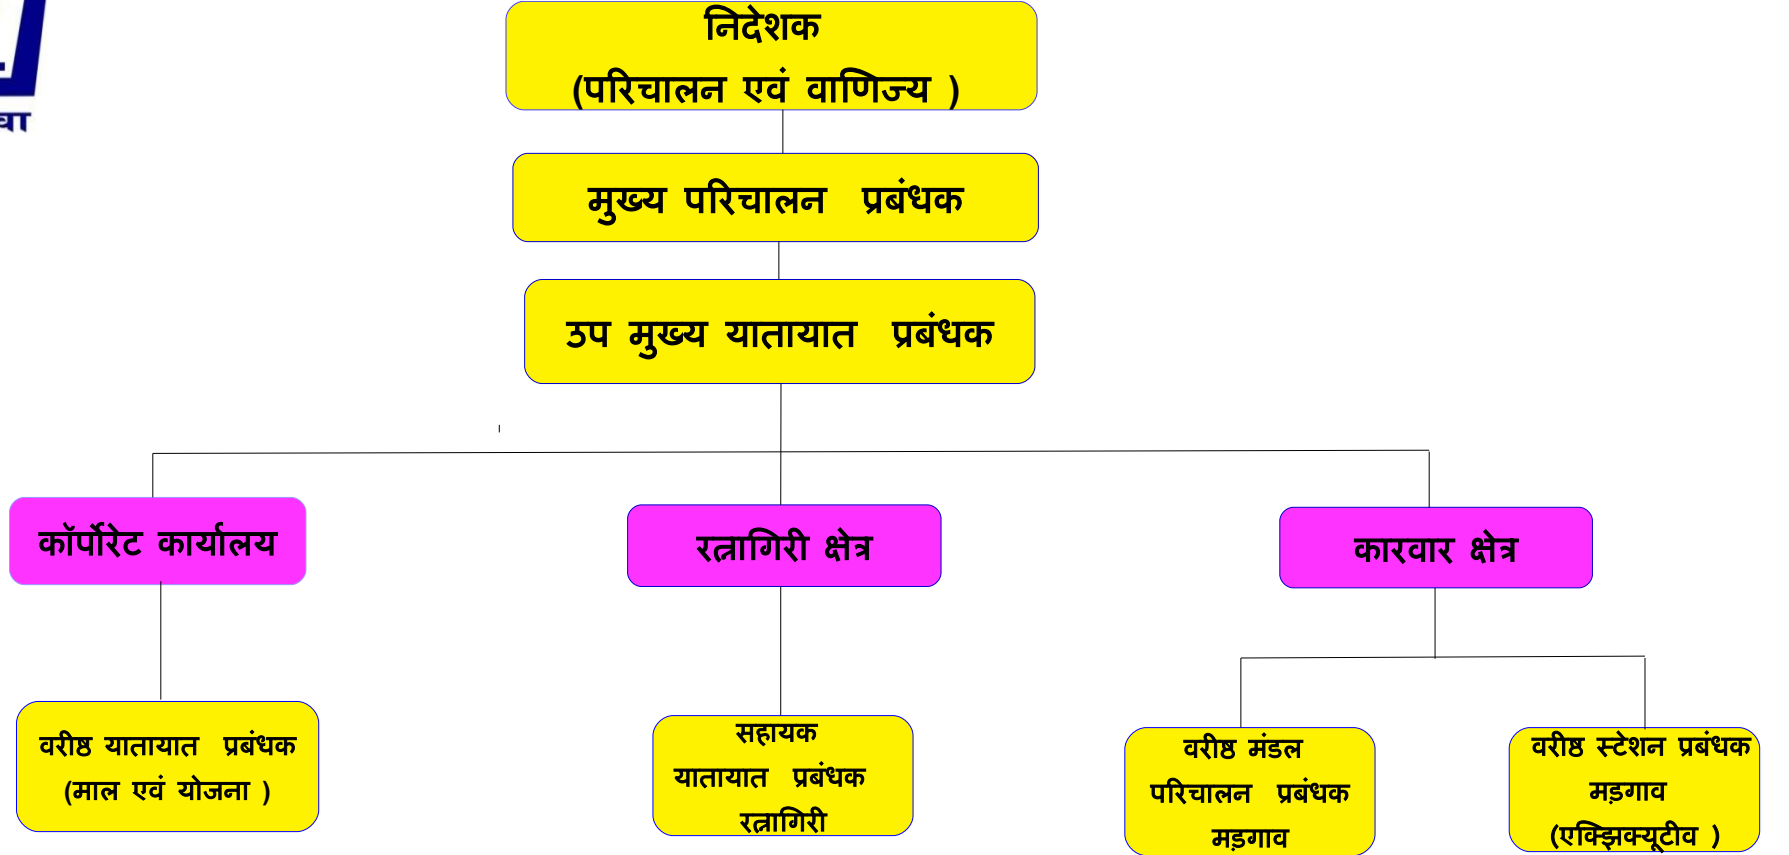 निदेशक
(परिचालन एवं वाणिज्य )
मुख्य परिचालन प्रबंधक
उप मुख्य यातायात प्रबंधक
कॉर्पोरेट कार्यालय
रत्नागिरी क्षेत्र
कारवार क्षेत्र
वरीष्ठ यातायात प्रबंधक
(माल एवं योजना )
सहायक
यातायात प्रबंधक
रत्नागिरी
वरीष्ठ मंडल
परिचालन प्रबंधक
मड़गाव
वरीष्ठ स्टेशन प्रबंधक
मड़गाव
(एक्झिक्यूटीव )